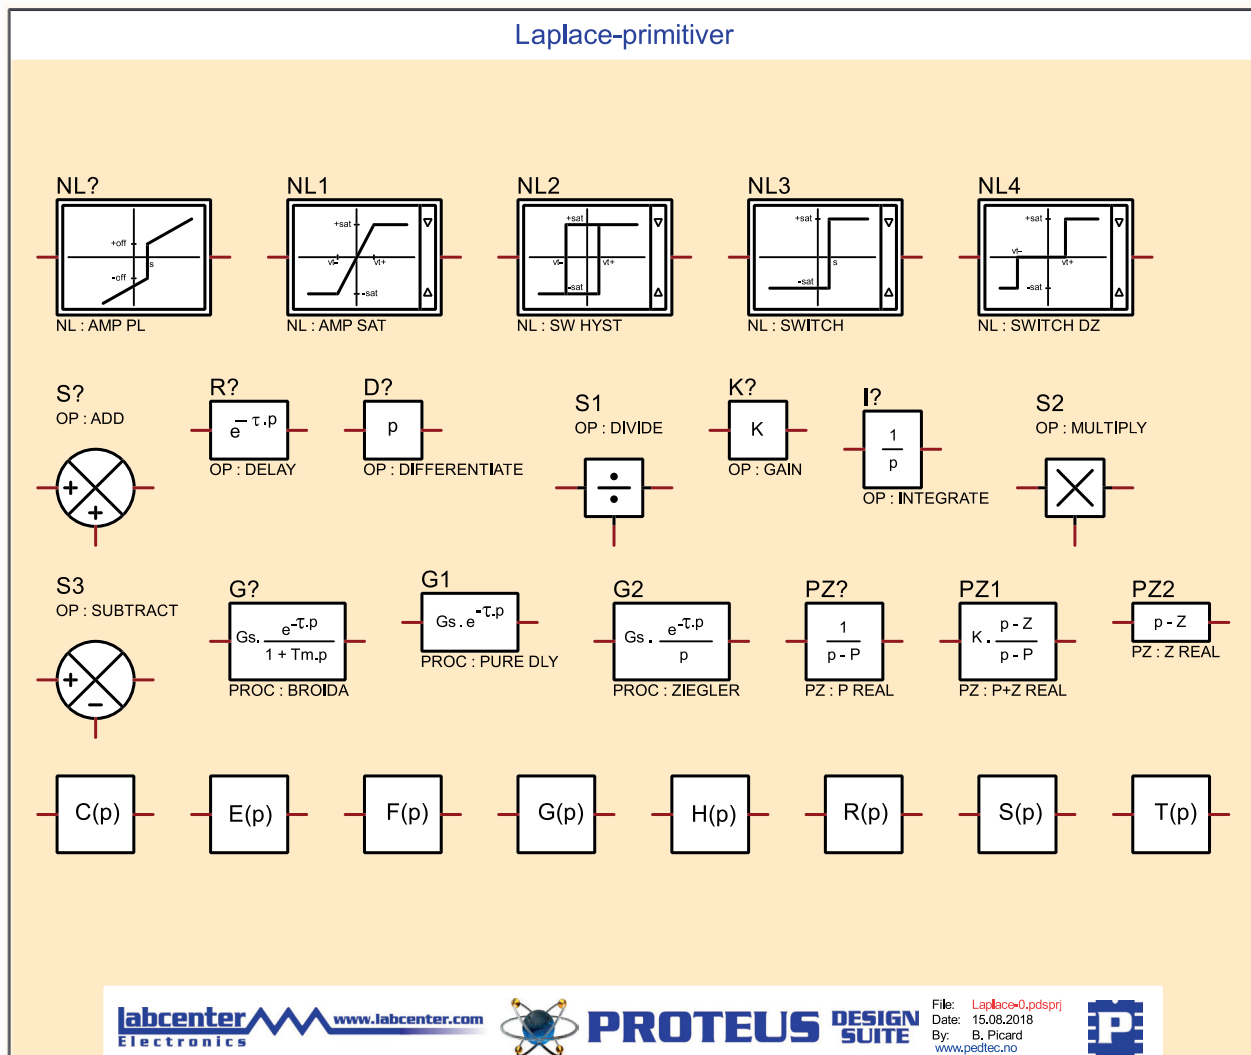 Laplace-primitiver
NL? NL1 NL2 NL3 NL4
+off -off s
+sat vt- vt+ -sat
+sat vt- vt+ -sat
+sat s -sat
+sat vt- vt+ -sat
NL : AMP PL NL : AMP SAT NL : SW HYST NL : SWITCH NL : SWITCH DZ
S?
OP : ADD
+
+
R?
e^-τ.p
OP : DELAY
D?
p
OP : DIFFERENTIATE
S1
OP : DIVIDE
÷
K?
K
OP : GAIN
I?
1
p
OP : INTEGRATE
S2
OP : MULTIPLY
S3
OP : SUBTRACT
+
−
G?
Gs. e^-τ.p
1 + Tm.p
PROC : BROIDA
G1
Gs . e^-τ.p
PROC : PURE DLY
G2
Gs . e^-τ.p
p
PROC : ZIEGLER
PZ?
1
p - P
PZ : P REAL
PZ1
K . p - Z
p - P
PZ : P+Z REAL
PZ2
p - Z
PZ : Z REAL
C(p) E(p) F(p) G(p) H(p) R(p) S(p) T(p)
labcenter www.labcenter.com
Electronics
PROTEUS DESIGN SUITE
File: Laplace-0.pdsprj
Date: 15.08.2018
By: B. Picard
www.pedtec.no
P